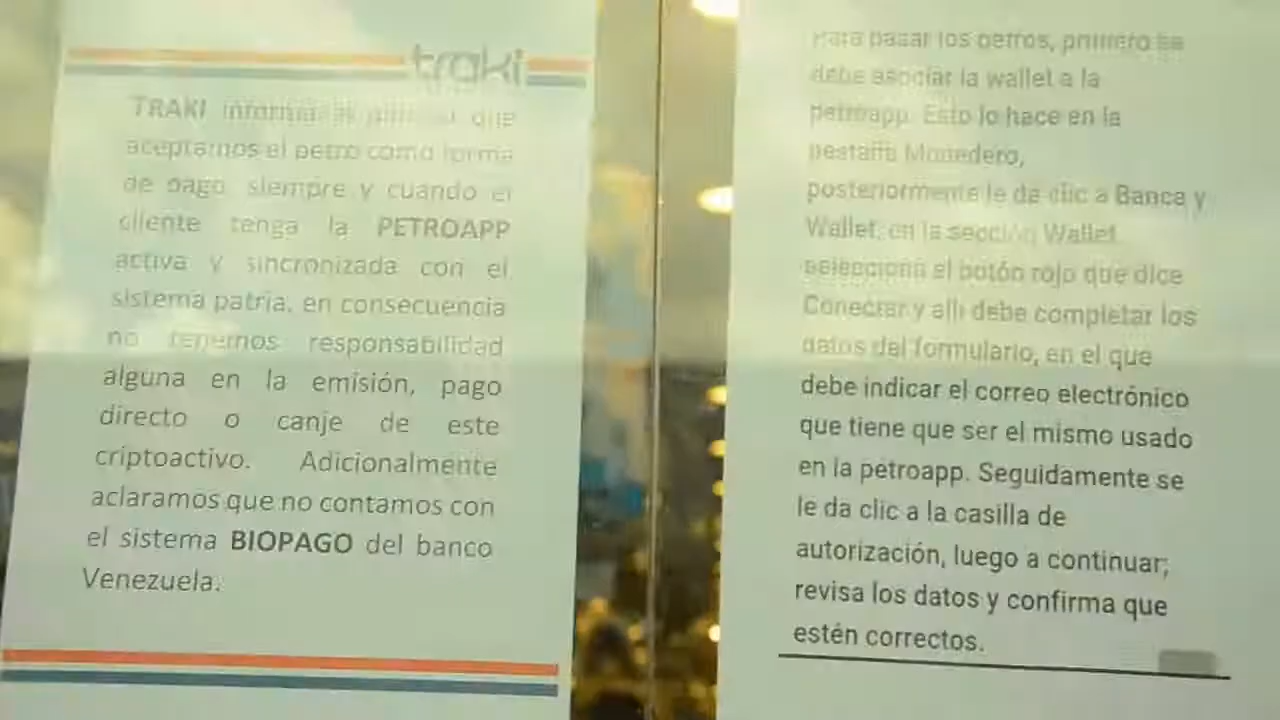 traki
TRAKI informa al público que
aceptamos el petro como forma
de pago siempre y cuando el
cliente tenga la PETROAPP
activa y sincronizada con el
sistema patria, en consecuencia
no tenemos responsabilidad
alguna en la emisión, pago
directo o canje de este
criptoactivo. Adicionalmente
aclaramos que no contamos con
el sistema BIOPAGO del banco
Venezuela.
Para pasar los petros, primero se
debe asociar la wallet a la
petroapp. Esto lo hace en la
pestaña Monedero,
posteriormente le da clic a Banca y
Wallet, en la sección Wallet
selecciona el botón rojo que dice
Conectar y allí debe completar los
datos del formulario, en el que
debe indicar el correo electrónico
que tiene que ser el mismo usado
en la petroapp. Seguidamente se
le da clic a la casilla de
autorización, luego a continuar;
revisa los datos y confirma que
estén correctos.